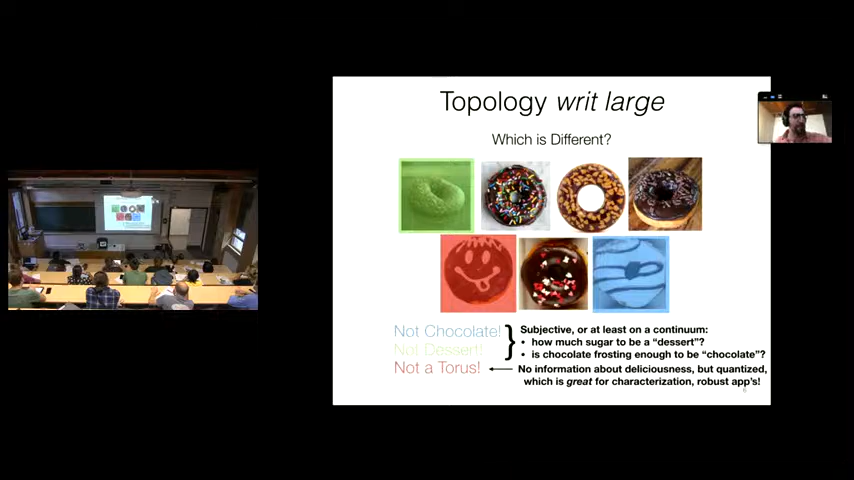 Topology writ large
Which is Different?
Not Chocolate!
Not Dessert!
Not a Torus!
Subjective, or at least on a continuum:
• how much sugar to be a “dessert”?
• is chocolate frosting enough to be “chocolate”?
No information about deliciousness, but quantized,
which is great for characterization, robust app’s!